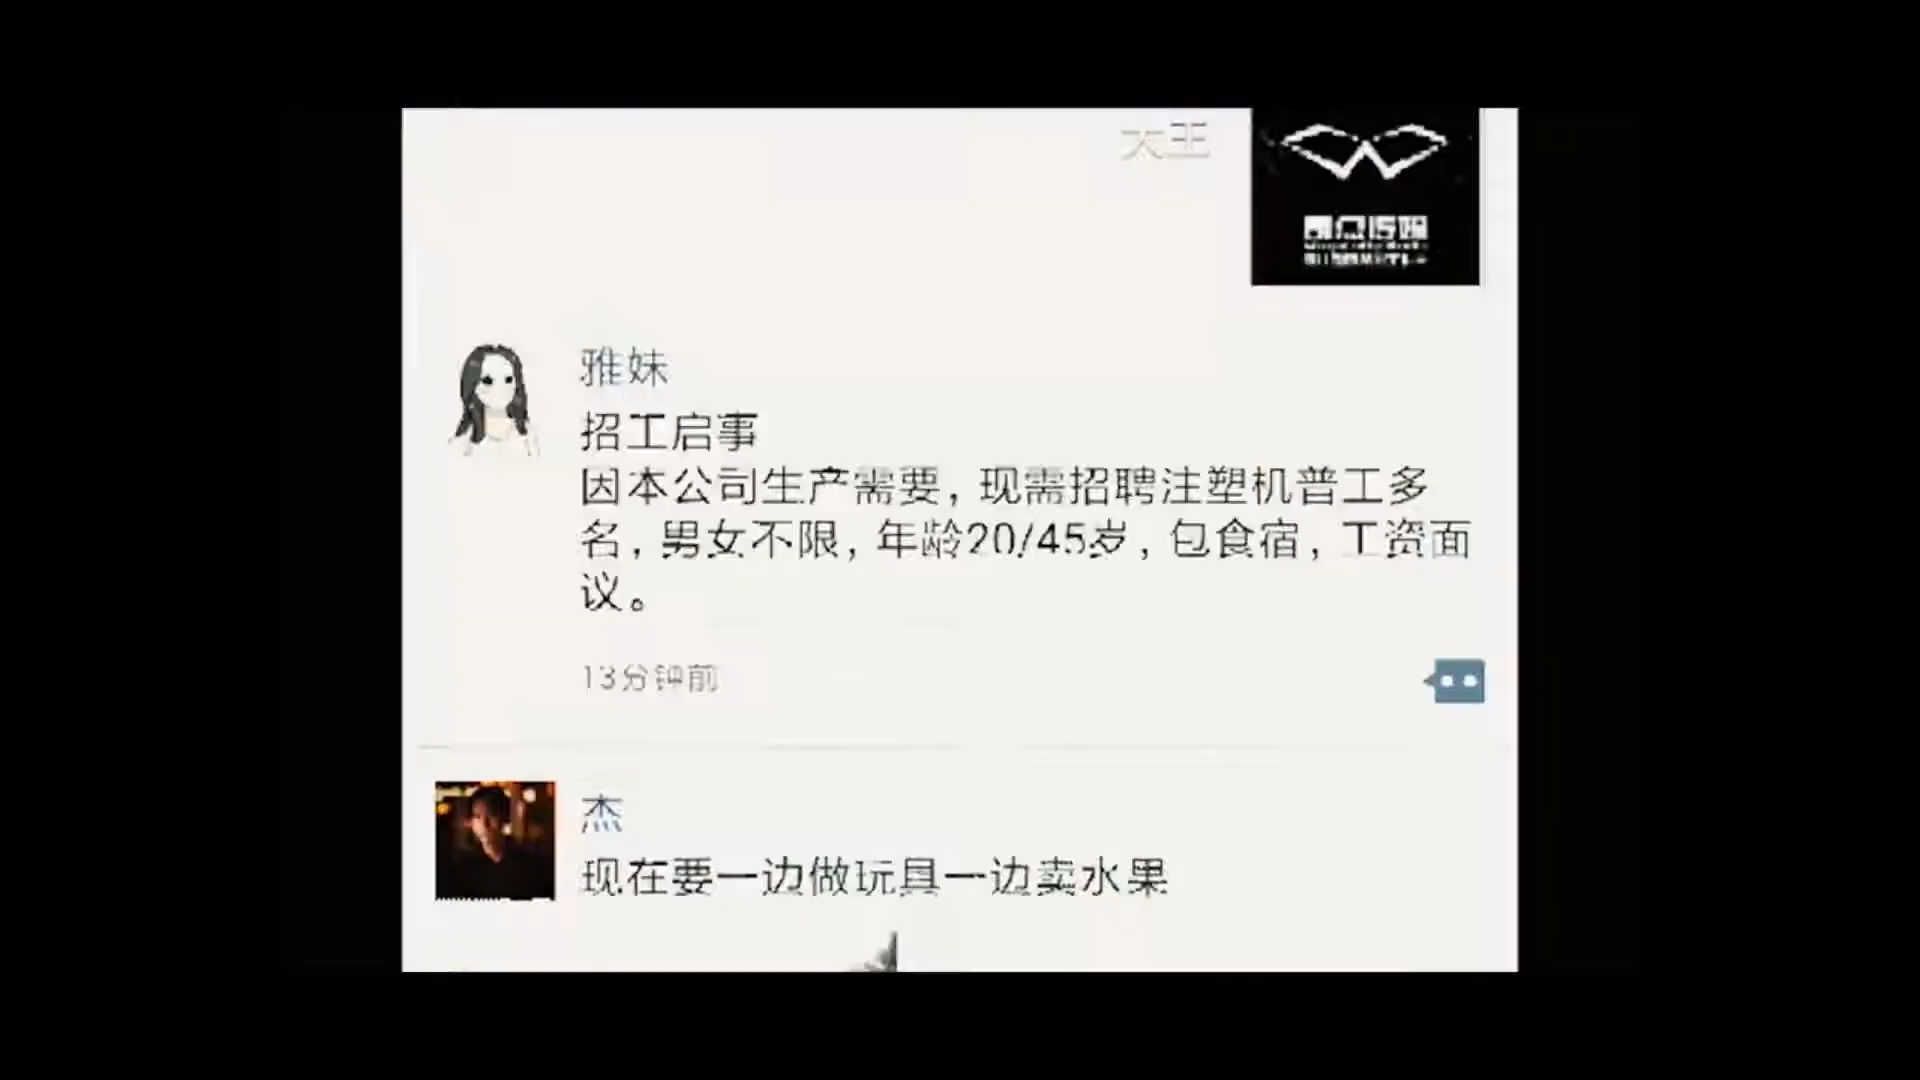 大王
雅妹
招工启事
因本公司生产需要，现需招聘注塑机普工多
名，男女不限，年龄20/45岁，包食宿，工资面
议。
13分钟前
杰
现在要一边做玩具一边卖水果